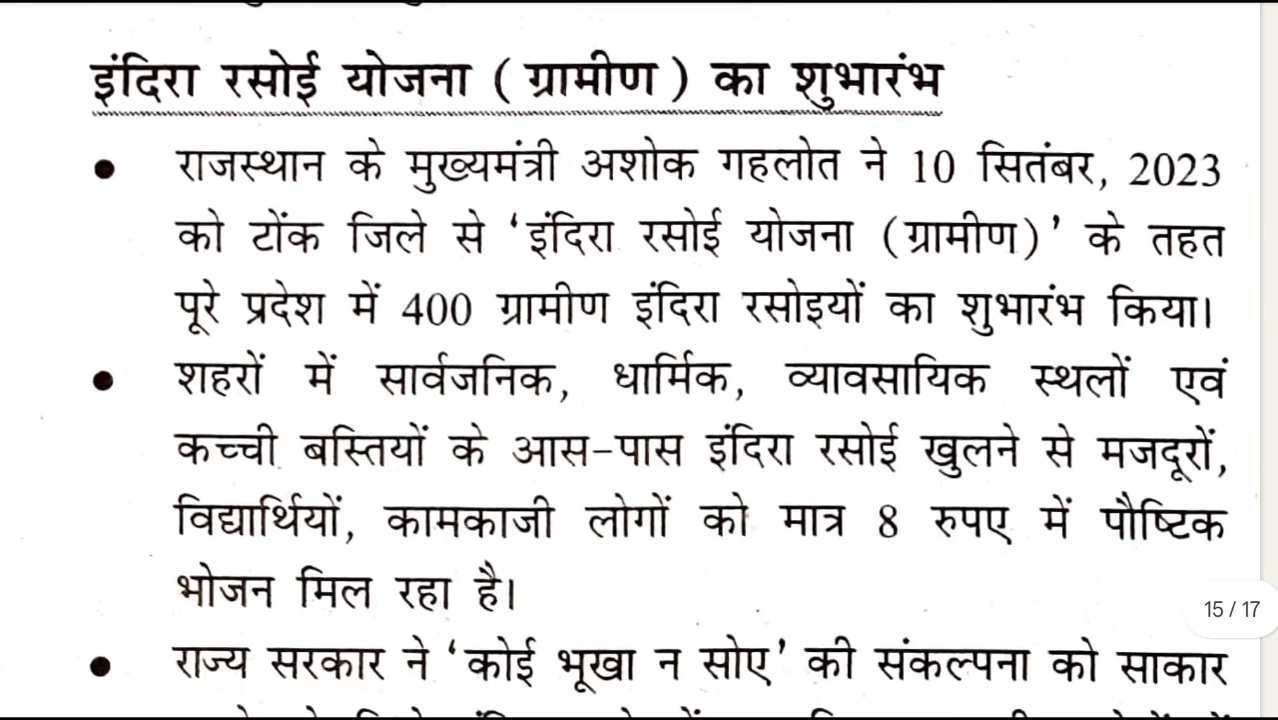 इंदिरा रसोई योजना ( ग्रामीण ) का शुभारंभ
● राजस्थान के मुख्यमंत्री अशोक गहलोत ने 10 सितंबर, 2023
को टोंक जिले से ‘इंदिरा रसोई योजना (ग्रामीण)’ के तहत
पूरे प्रदेश में 400 ग्रामीण इंदिरा रसोइयों का शुभारंभ किया।
● शहरों में सार्वजनिक, धार्मिक, व्यावसायिक स्थलों एवं
कच्ची बस्तियों के आस-पास इंदिरा रसोई खुलने से मजदूरों,
विद्यार्थियों, कामकाजी लोगों को मात्र 8 रुपए में पौष्टिक
भोजन मिल रहा है।
15 / 17
● राज्य सरकार ने ‘कोई भूखा न सोए’ की संकल्पना को साकार